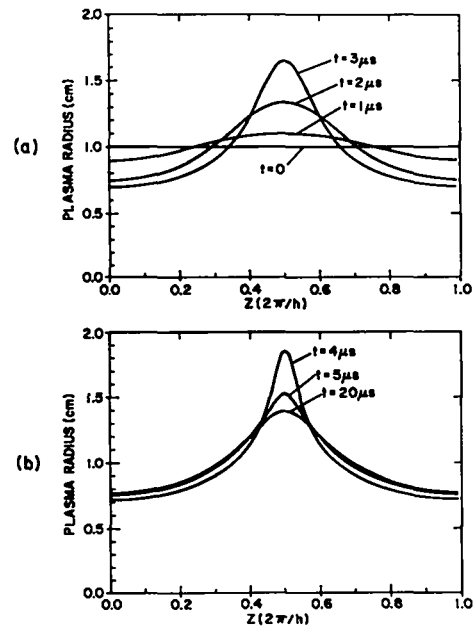 (a)
PLASMA RADIUS (cm)
2.0
1.5
1.0
0.5
0.0
t=3μs
t=2μs
t=1μs
t=0
0.0 0.2 0.4 0.6 0.8 1.0
Z(2π/h)
(b)
PLASMA RADIUS (cm)
2.0
1.5
1.0
0.5
0.0
t=4μs
t=5μs
t=20μs
0.0 0.2 0.4 0.6 0.8 1.0
Z(2π/h)